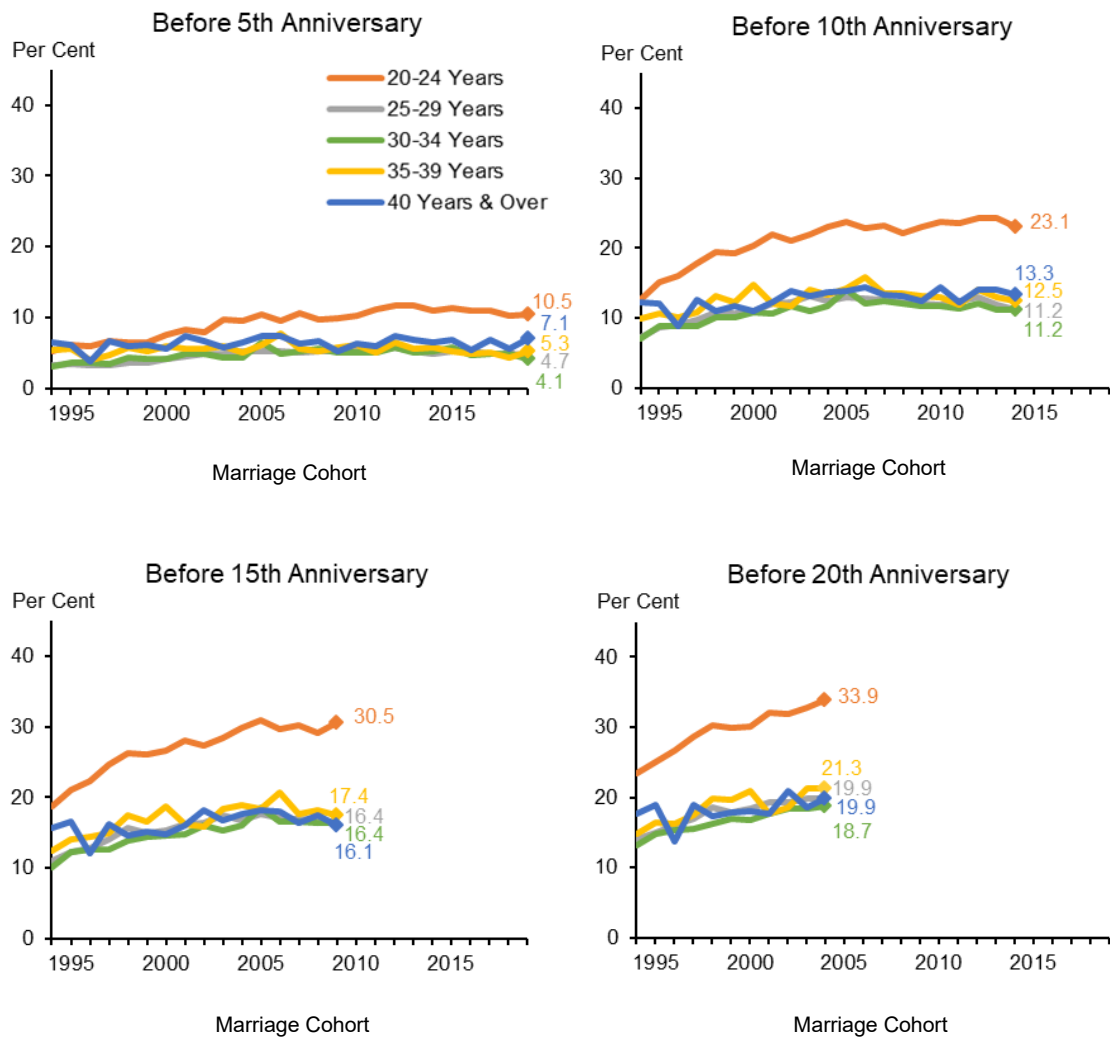 Before 5th Anniversary
Per Cent
40
30
20
10
0
20-24 Years
25-29 Years
30-34 Years
35-39 Years
40 Years & Over
10.5
7.1
5.3
4.7
4.1
1995 2000 2005 2010 2015
Marriage Cohort
Before 10th Anniversary
Per Cent
40
30
20
10
0
23.1
13.3
12.5
11.2
11.2
1995 2000 2005 2010 2015
Marriage Cohort
Before 15th Anniversary
Per Cent
40
30
20
10
0
30.5
17.4
16.4
16.4
16.1
1995 2000 2005 2010 2015
Marriage Cohort
Before 20th Anniversary
Per Cent
40
30
20
10
0
33.9
21.3
19.9
19.9
18.7
1995 2000 2005 2010 2015
Marriage Cohort